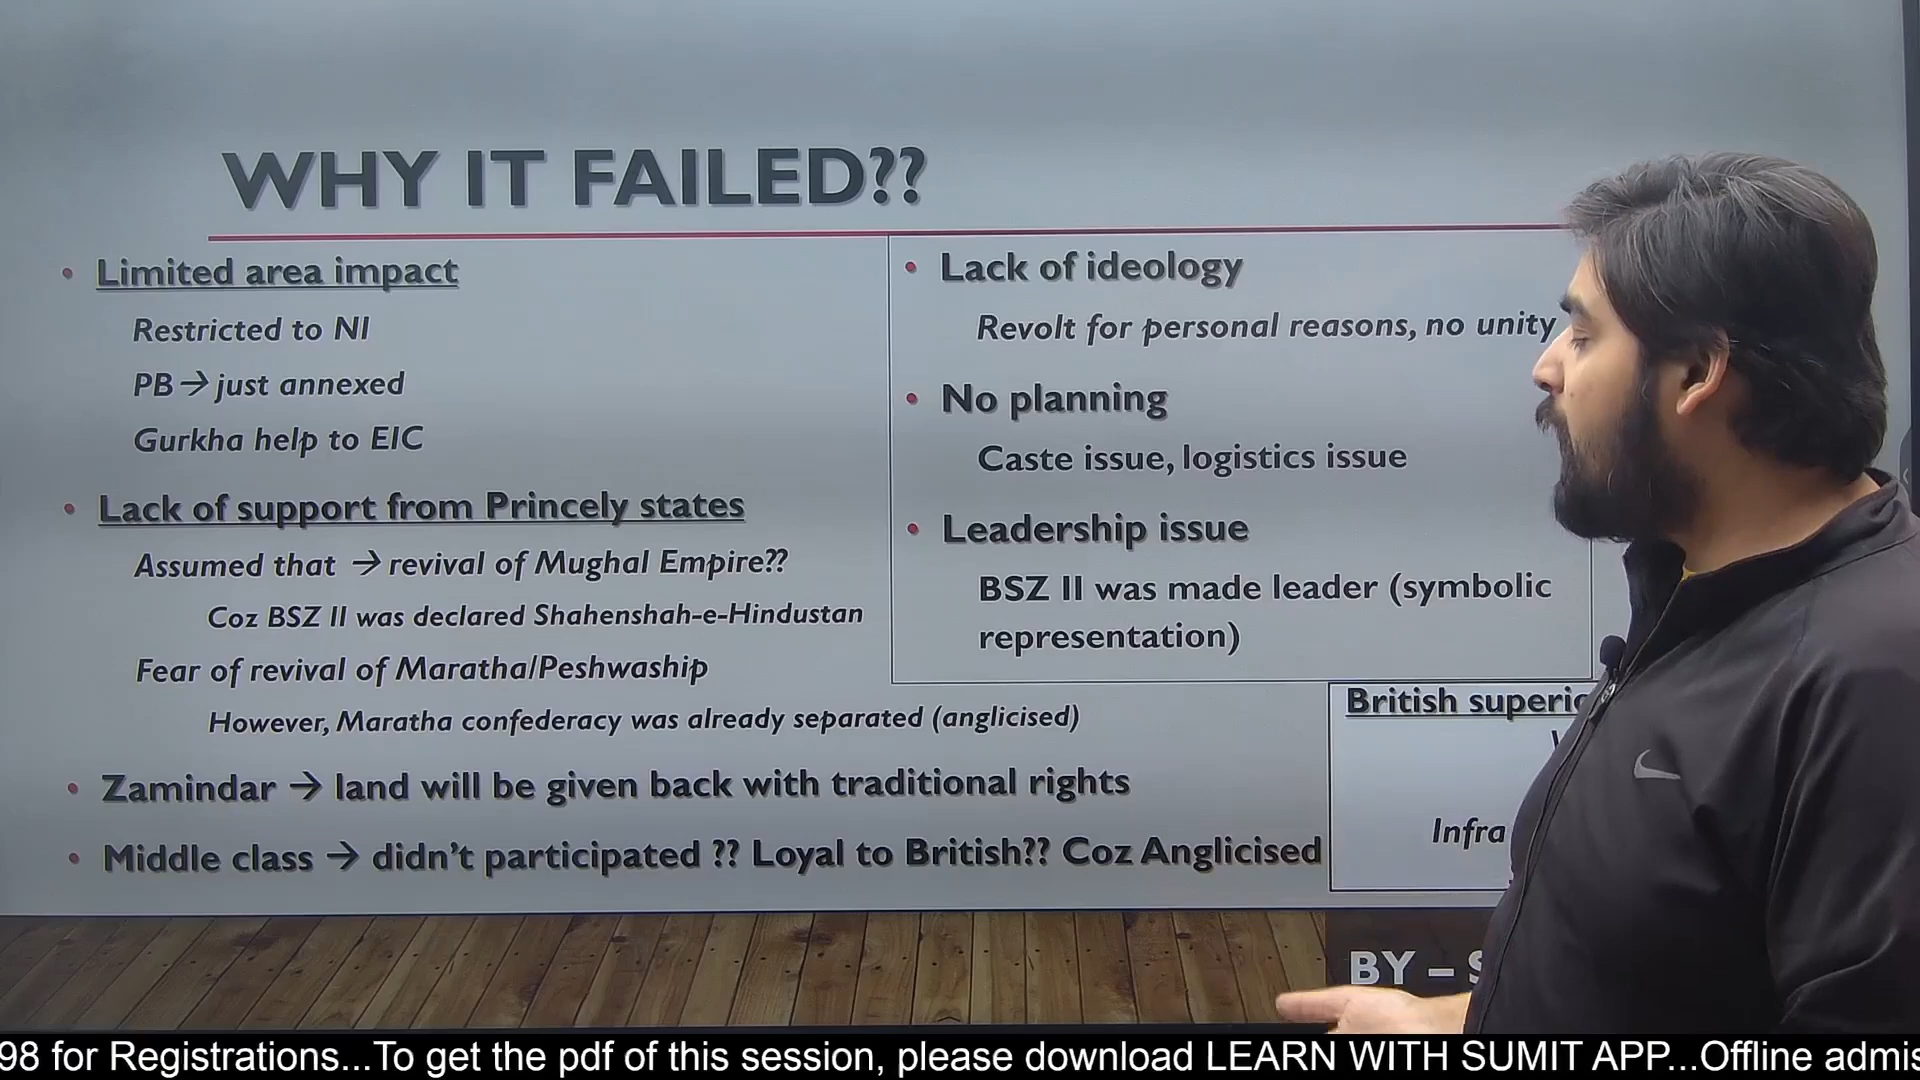 WHY IT FAILED??
• Limited area impact
Restricted to NI
PB → just annexed
Gurkha help to EIC
• Lack of support from Princely states
Assumed that → revival of Mughal Empire??
Coz BSZ II was declared Shahenshah-e-Hindustan
Fear of revival of Maratha/Peshwaship
However, Maratha confederacy was already separated (anglicised)
• Zamindar → land will be given back with traditional rights
• Middle class → didn't participated ?? Loyal to British?? Coz Anglicised
• Lack of ideology
Revolt for personal reasons, no unity
• No planning
Caste issue, logistics issue
• Leadership issue
BSZ II was made leader (symbolic
representation)
British
Infra
BY –
98 for Registrations...To get the pdf of this session, please download LEARN WITH SUMIT APP...Offline